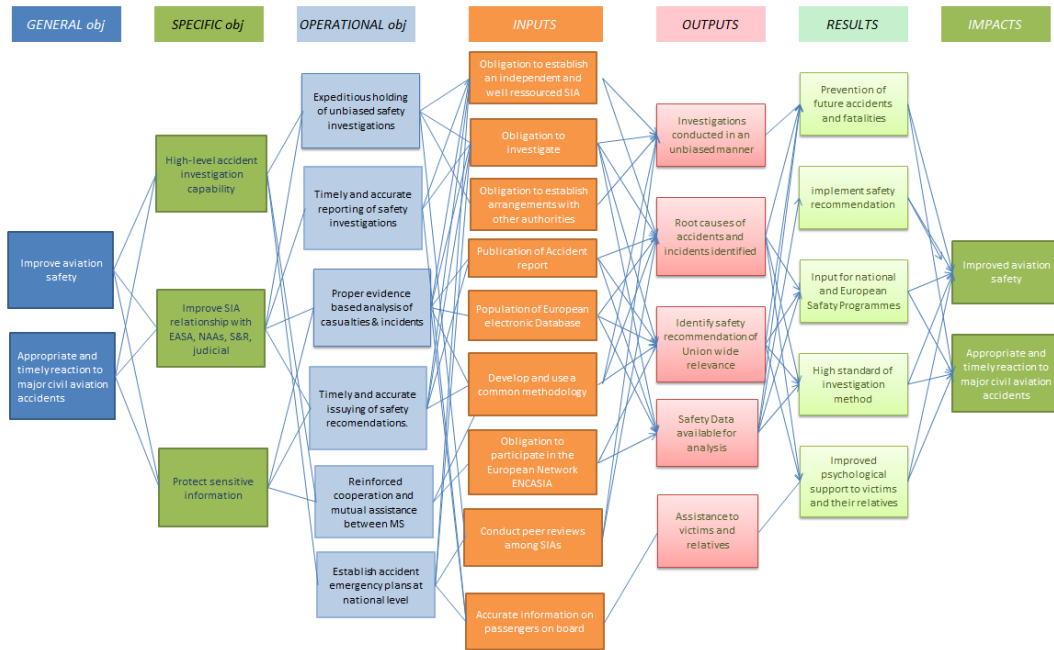 GENERAL obj
SPECIFIC obj
OPERATIONAL obj
INPUTS
OUTPUTS
RESULTS
IMPACTS
Improve aviation
safety
Appropriate and
timely reaction to
major civil aviation
accidents
High-level accident
investigation
capability
Improve SIA
relationship with
EASA, NAAs, S&R,
judicial
Protect sensitive
information
Expeditious holding
of unbiased safety
investigations
Timely and accurate
reporting of safety
investigations
Proper evidence
based analysis of
casualties & incidents
Timely and accurate
issuying of safety
recomendations.
Reinforced
cooperation and
mutual assistance
between MS
Establish accident
emergency plans at
national level
Obligation to establish
an independent and
well ressourced SIA
Obligation to
investigate
Obligation to establish
arrangements with
other authorities
Publication of Accident
report
Population of European
electronic Database
Develop and use a
common methodology
Obligation to
participate in the
European Network
ENCASIA
Conduct peer reviews
among SIAs
Accurate information on
passengers on board
Investigations
conducted in an
unbiased manner
Root causes of
accidents and
incidents identified
Identify safety
recommendation of
Union wide
relevance
Safety Data
available for
analysis
Assistance to
victims and
relatives
Prevention of
future accidents
and fatalities
implement safety
recommendation
Input for national
and European
Safety Programmes
High standard of
investigation
method
Improved
psychological
support to victims
and their relatives
Improved aviation
safety
Appropriate and
timely reaction to
major civil aviation
accidents